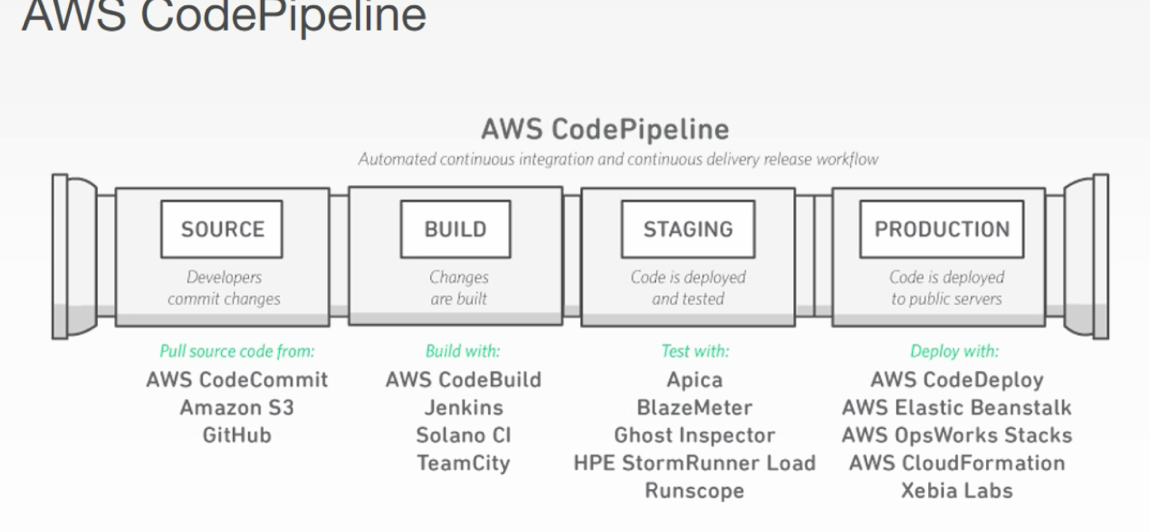 AWS CodePipeline
AWS CodePipeline
Automated continuous integration and continuous delivery release workflow
SOURCE
Developers
commit changes
BUILD
Changes
are built
STAGING
Code is deployed
and tested
PRODUCTION
Code is deployed
to public servers
Pull source code from:
AWS CodeCommit
Amazon S3
GitHub
Build with:
AWS CodeBuild
Jenkins
Solano CI
TeamCity
Test with:
Apica
BlazeMeter
Ghost Inspector
HPE StormRunner Load
Runscope
Deploy with:
AWS CodeDeploy
AWS Elastic Beanstalk
AWS OpsWorks Stacks
AWS CloudFormation
Xebia Labs